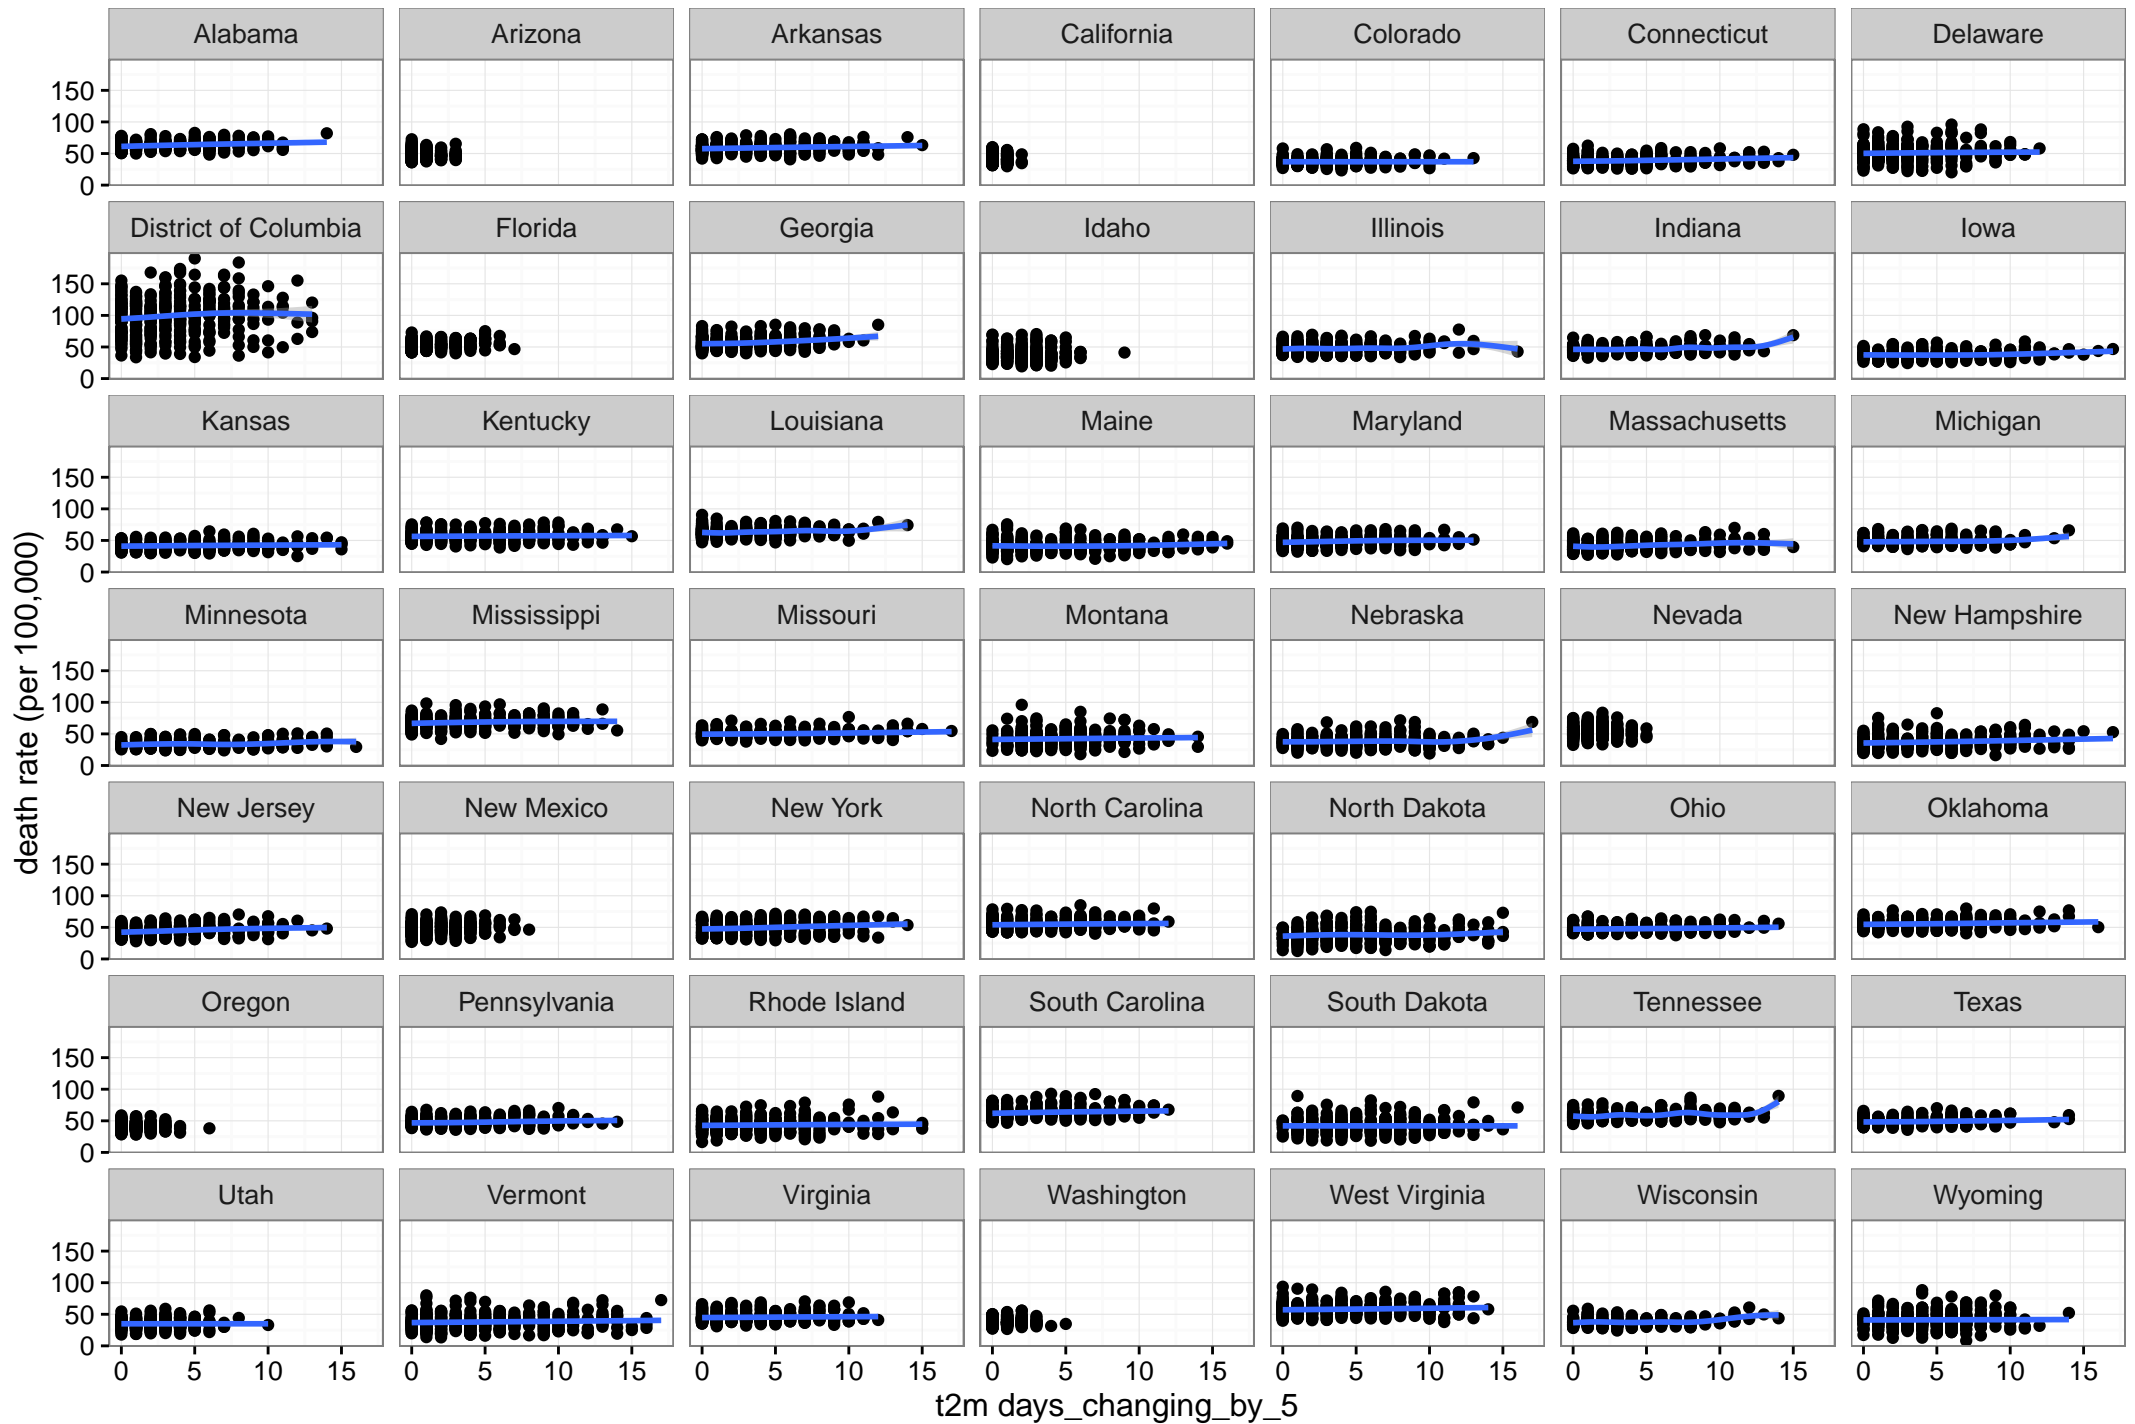 Alabama Arizona Arkansas California Colorado Connecticut Delaware
150
100
50
0
District of Columbia Florida Georgia Idaho Illinois Indiana Iowa
150
100
50
0
Kansas Kentucky Louisiana Maine Maryland Massachusetts Michigan
150
100
50
0
Minnesota Mississippi Missouri Montana Nebraska Nevada New Hampshire
150
100
50
0
New Jersey New Mexico New York North Carolina North Dakota Ohio Oklahoma
150
100
50
0
Oregon Pennsylvania Rhode Island South Carolina South Dakota Tennessee Texas
150
100
50
0
Utah Vermont Virginia Washington West Virginia Wisconsin Wyoming
150
100
50
0
0 5 10 15 0 5 10 15 0 5 10 15 0 5 10 15 0 5 10 15 0 5 10 15 0 5 10 15
t2m days_changing_by_5
death rate (per 100,000)